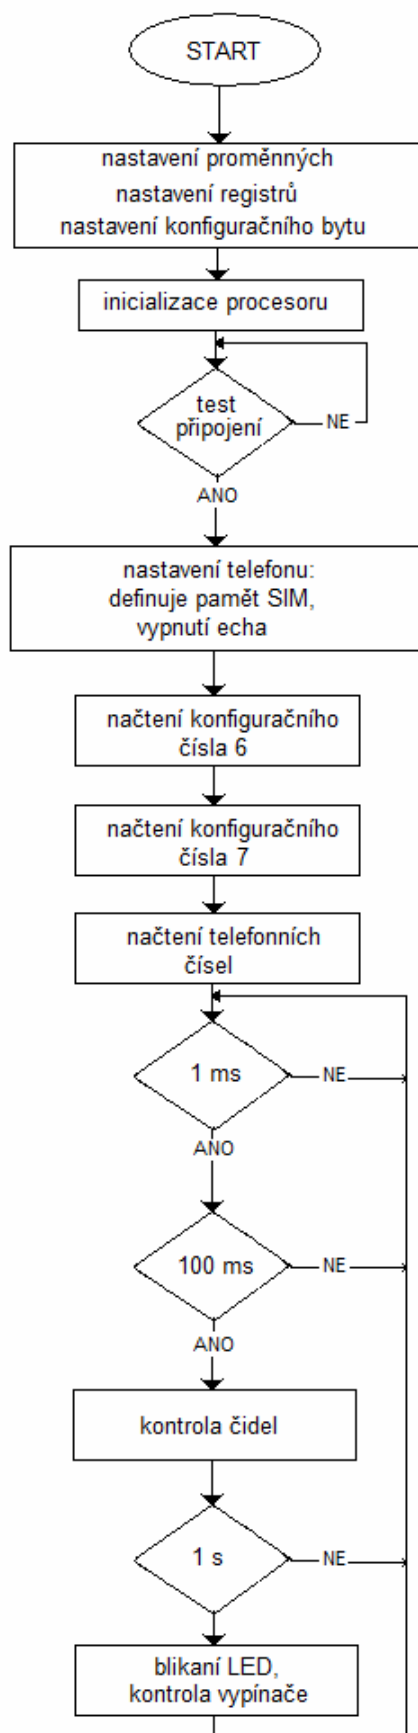 START
nastavení proměnných
nastavení registrů
nastavení konfiguračního bytu
inicializace procesoru
test
připojení
NE
ANO
nastavení telefonu:
definuje pamět SIM,
vypnutí echa
načtení konfiguračního
čísla 6
načtení konfiguračního
čísla 7
načtení telefonních
čísel
1 ms
NE
ANO
100 ms
NE
ANO
kontrola čidel
1 s
NE
blikaní LED,
kontrola vypínače